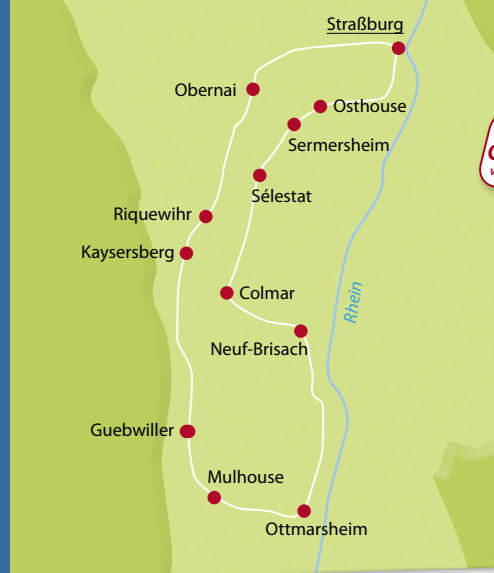 Straßburg
Obernai
Osthouse
Sermersheim
Sélestat
Riquewihr
Kaysersberg
Colmar
Rhein
Neuf-Brisach
Guebwiller
Mulhouse
Ottmarsheim